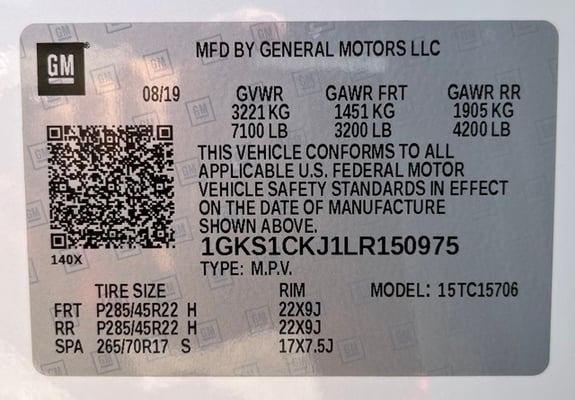 GM
MFD BY GENERAL MOTORS LLC
08/19 GVWR GAWR FRT GAWR RR
3221 KG 1451 KG 1905 KG
7100 LB 3200 LB 4200 LB
THIS VEHICLE CONFORMS TO ALL
APPLICABLE U.S. FEDERAL MOTOR
VEHICLE SAFETY STANDARDS IN EFFECT
ON THE DATE OF MANUFACTURE
SHOWN ABOVE.
1GKS1CKJ1LR150975
140X
TYPE: M.P.V.
TIRE SIZE RIM MODEL: 15TC15706
FRT P285/45R22 H 22X9J
RR P285/45R22 H 22X9J
SPA 265/70R17 S 17X7.5J